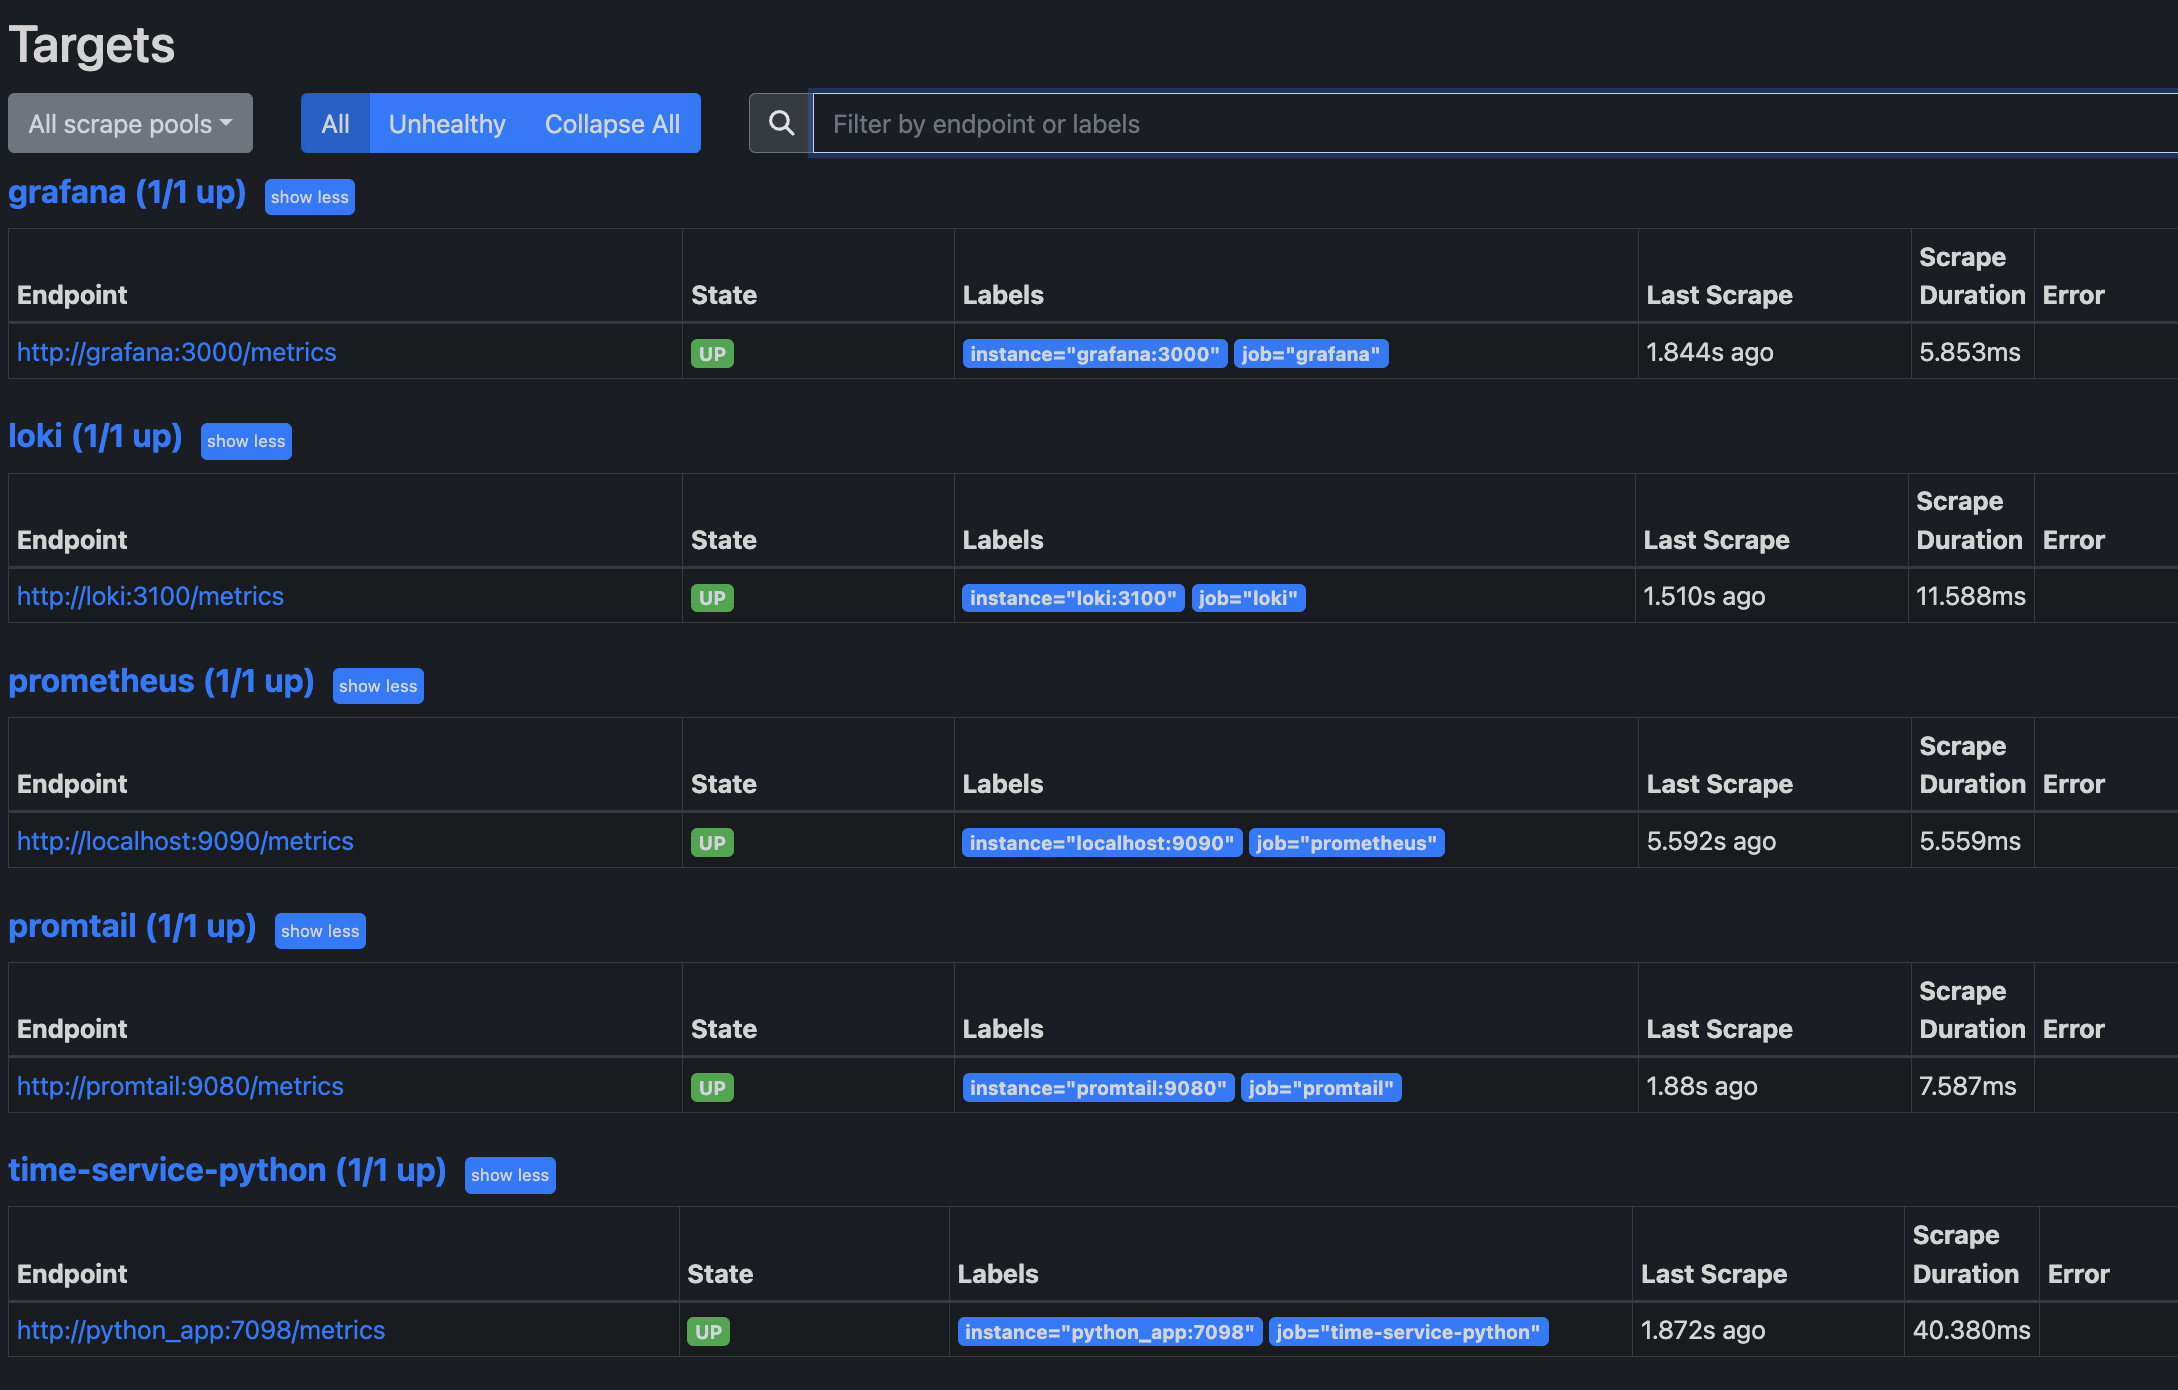 Targets
All scrape pools All Unhealthy Collapse All Filter by endpoint or labels
grafana (1/1 up) show less
Endpoint State Labels Last Scrape Scrape Duration Error
http://grafana:3000/metrics UP instance="grafana:3000" job="grafana" 1.844s ago 5.853ms
loki (1/1 up) show less
Endpoint State Labels Last Scrape Scrape Duration Error
http://loki:3100/metrics UP instance="loki:3100" job="loki" 1.510s ago 11.588ms
prometheus (1/1 up) show less
Endpoint State Labels Last Scrape Scrape Duration Error
http://localhost:9090/metrics UP instance="localhost:9090" job="prometheus" 5.592s ago 5.559ms
promtail (1/1 up) show less
Endpoint State Labels Last Scrape Scrape Duration Error
http://promtail:9080/metrics UP instance="promtail:9080" job="promtail" 1.88s ago 7.587ms
time-service-python (1/1 up) show less
Endpoint State Labels Last Scrape Scrape Duration Error
http://python_app:7098/metrics UP instance="python_app:7098" job="time-service-python" 1.872s ago 40.380ms